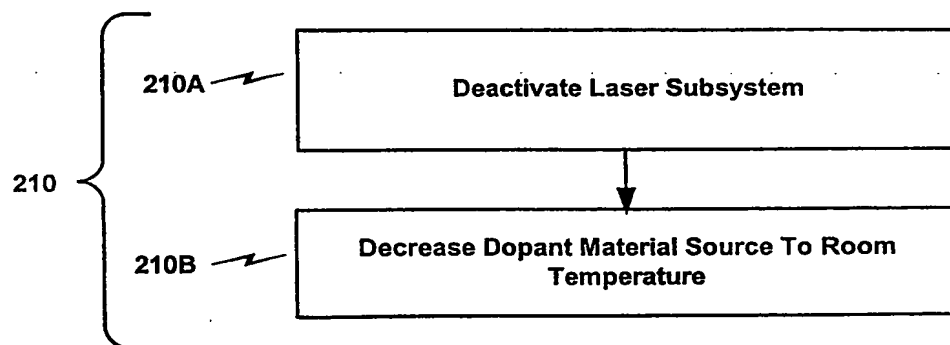 210A
Deactivate Laser Subsystem
210
210B
Decrease Dopant Material Source To Room
Temperature